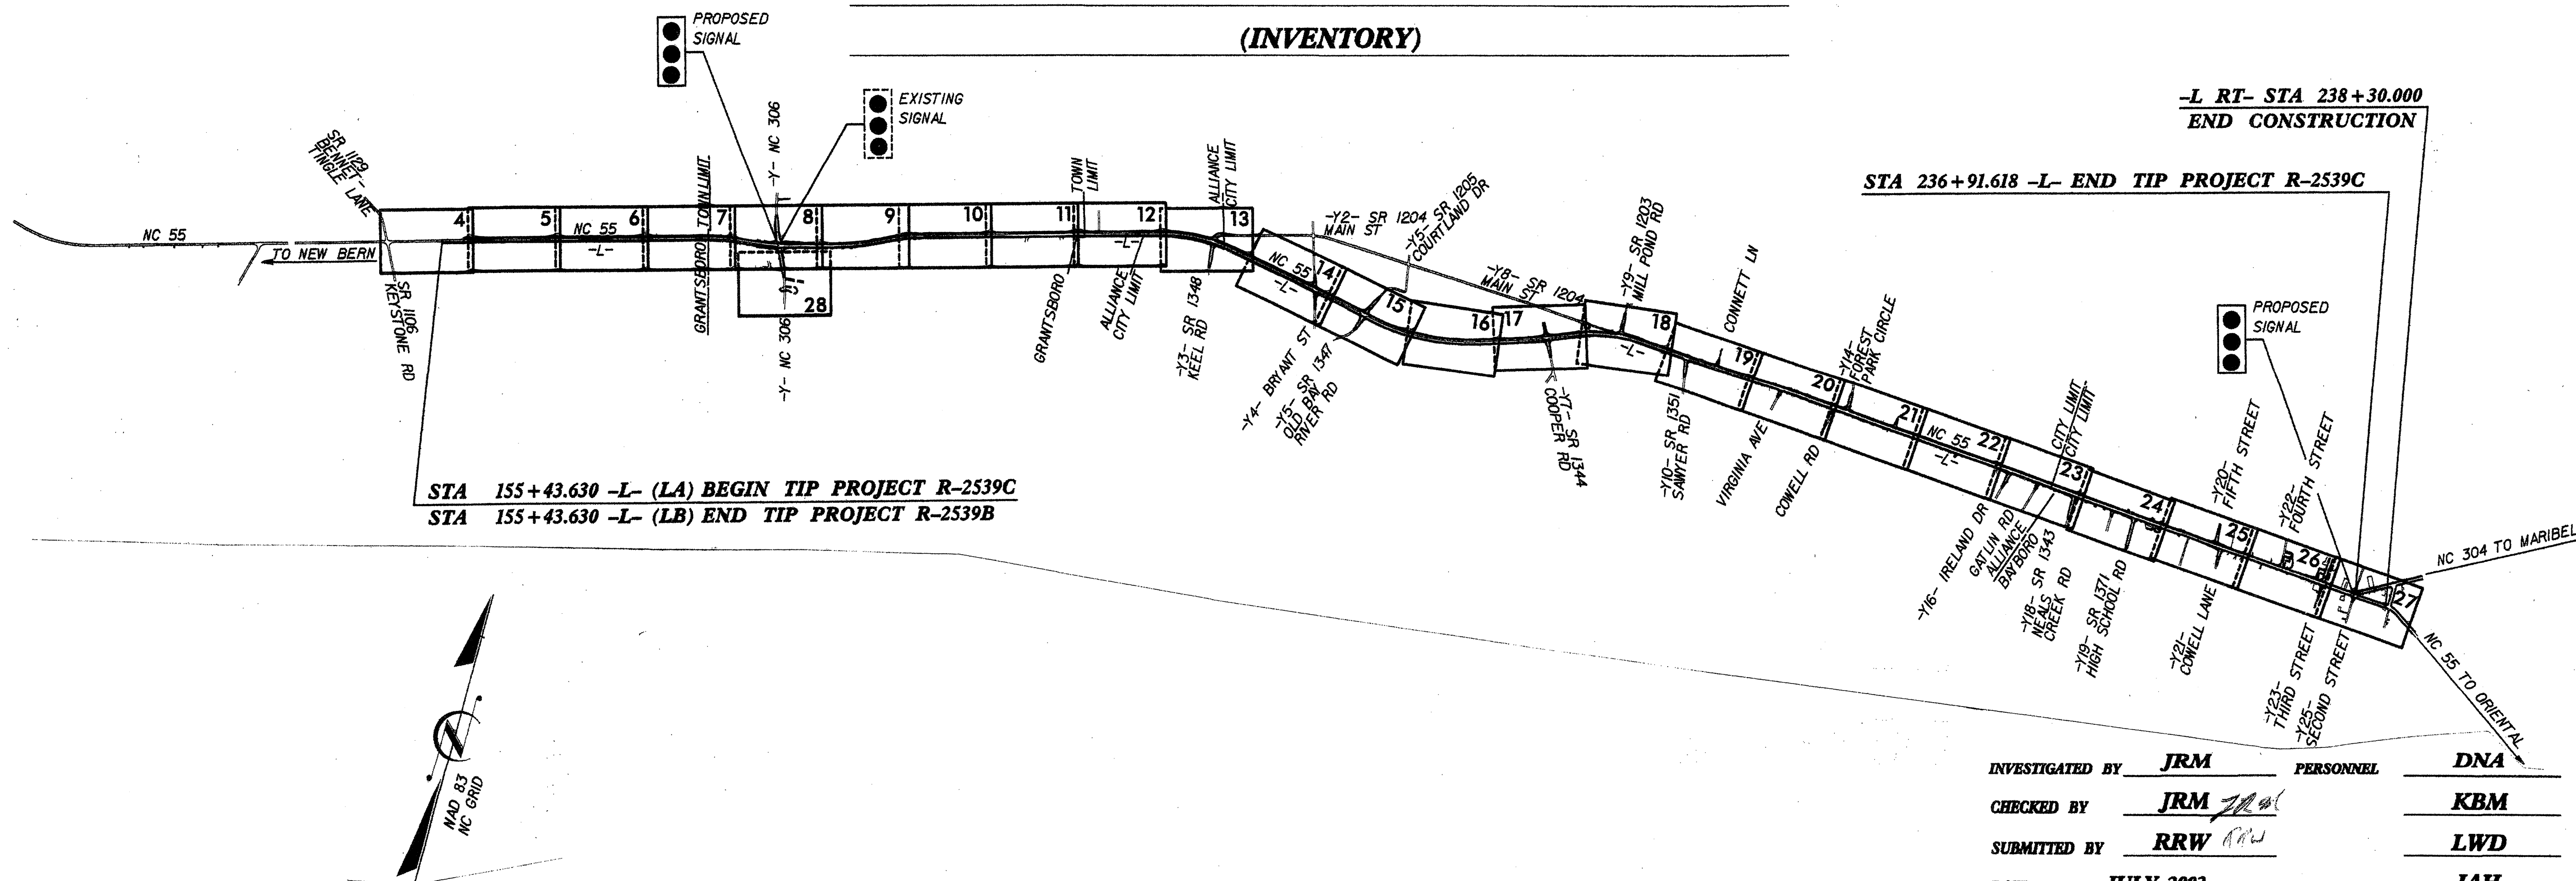 (INVENTORY)
PROPOSED
SIGNAL
EXISTING
SIGNAL
-L RT- STA 238+30.000
END CONSTRUCTION
STA 236+91.618 -L- END TIP PROJECT R-2539C
SR 1129
BENNET-
TINGLE LANE
NC 55
TO NEW BERN
SR 1106
KEYSTONE RD
4
5
6
7
8
9
10
11
12
13
NC 55
-L-
GRANTSBORO TOWN LIMIT
-Y- NC 306
-Y- NC 306
28
GRANTSBORO
TOWN
LIMIT
ALLIANCE
CITY LIMIT
-L-
ALLIANCE
CITY LIMIT
-Y3- SR 1348
KEEL RD
-Y2- SR 1204
MAIN ST
-Y5- SR 1205
COURTLAND DR
NC 55
-L-
14
15
16
17
18
-Y4- BRYANT ST
-Y5- SR 1347
OLD BAY
RIVER RD
-Y8- SR 1204
MAIN ST
-Y9- SR 1203
MILL POND RD
-Y7- SR 1344
COOPER RD
-L-
CONNETT LN
-Y10- SR 1351
SAWYER RD
19
20
21
22
23
24
25
26
27
VIRGINIA AVE
COWELL RD
-Y14-
FOREST
PARK CIRCLE
NC 55
-L-
CITY LIMIT
CITY LIMIT
-Y16- IRELAND DR
GATLIN RD
ALLIANCE
BAYBORO
-Y18- SR 1343
NEALS
CREEK RD
-Y19- SR 1371
HIGH SCHOOL RD
-Y20-
FIFTH STREET
-Y21-
COWELL LANE
-Y22-
FOURTH STREET
PROPOSED
SIGNAL
-Y23-
THIRD STREET
-Y25-
SECOND STREET
NC 304 TO MARIBEL
NC 55 TO ORIENTAL
STA 155+43.630 -L- (LA) BEGIN TIP PROJECT R-2539C
STA 155+43.630 -L- (LB) END TIP PROJECT R-2539B
NAD 83
NC GRID
INVESTIGATED BY JRM PERSONNEL DNA
CHECKED BY JRM KBM
SUBMITTED BY RRW RRW LWD
JULY 2003 JAH